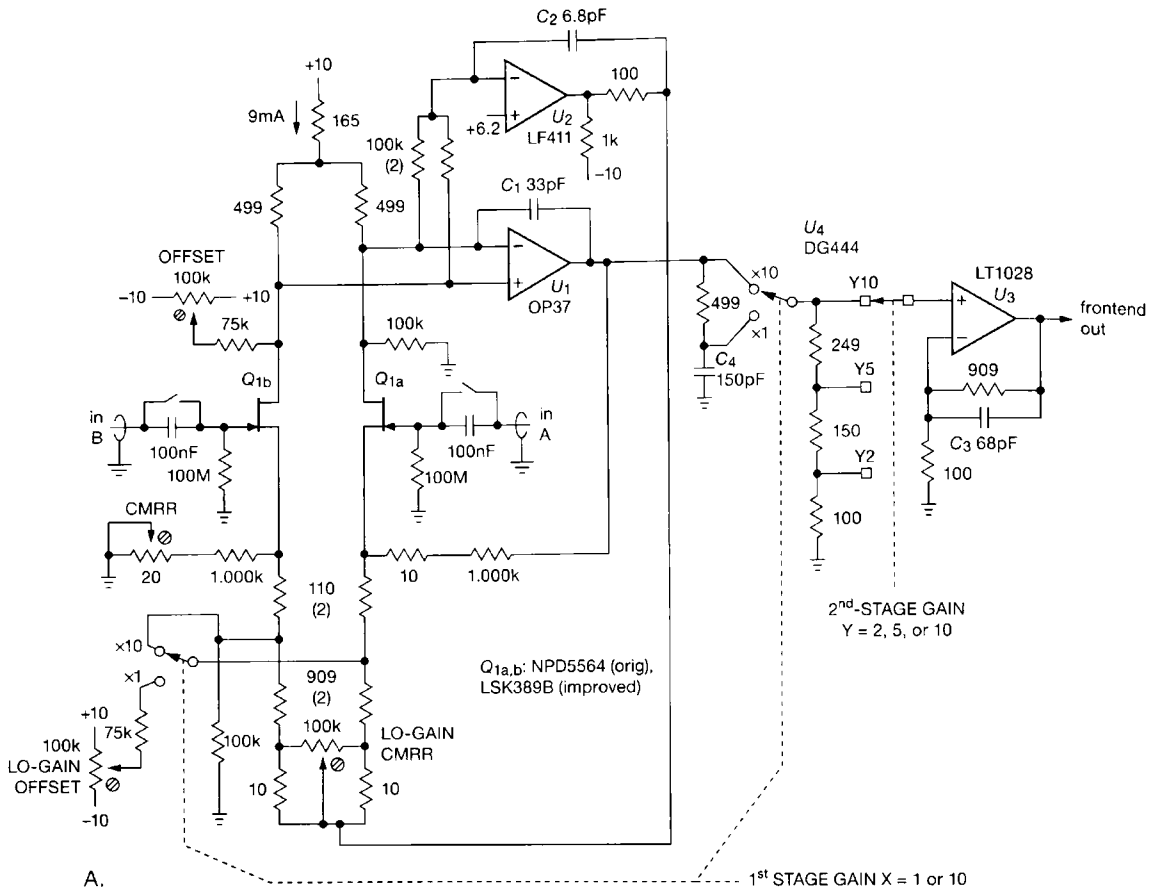 C2 6.8pF
+10
100
9mA
165
−
+
+6.2
U2
LF411
1k
−10
100k
(2)
499
499
C1 33pF
OFFSET
100k
−10
+10
75k
−
+
U1
OP37
U4
DG444
×10
×1
499
C4
150pF
Y10
LT1028
+
−
U3
frontend
out
249
Y5
150
Y2
100
909
C3 68pF
100
100k
Q1b
Q1a
in
B
100nF
100M
100nF
100M
in
A
CMRR
20
1.000k
10
1.000k
110
(2)
2nd-STAGE GAIN
Y = 2, 5, or 10
×10
×1
Q1a,b: NPD5564 (orig),
LSK389B (improved)
909
(2)
+10
75k
100k
100k
LO-GAIN
CMRR
100k
LO-GAIN
OFFSET
−10
10
10
A.
1st STAGE GAIN X = 1 or 10